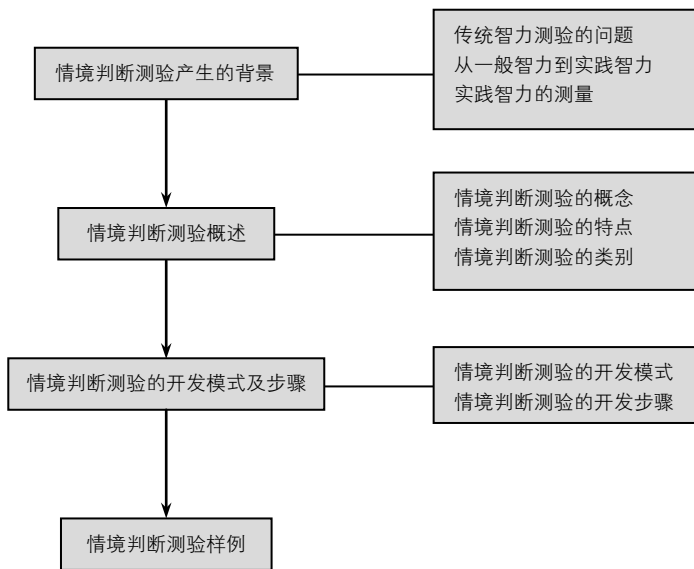 情境判断测验产生的背景
传统智力测验的问题
从一般智力到实践智力
实践智力的测量
情境判断测验概述
情境判断测验的概念
情境判断测验的特点
情境判断测验的类别
情境判断测验的开发模式及步骤
情境判断测验的开发模式
情境判断测验的开发步骤
情境判断测验样例